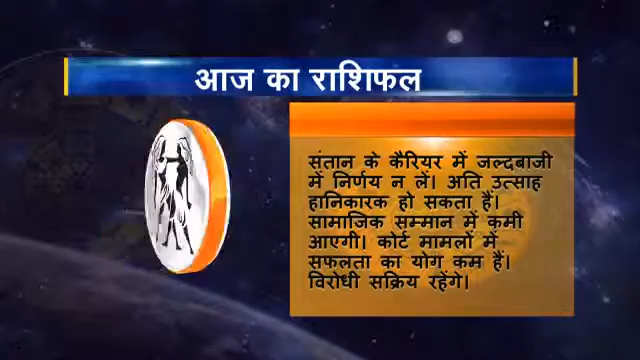 आज का राशिफल
संतान के कैरियर में जल्दबाजी
में निर्णय न लें। अति उत्साह
हानिकारक हो सकता है।
सामाजिक सम्मान में कमी
आएगी। कोर्ट मामलों में
सफलता का योग कम हैं।
विरोधी सक्रिय रहेंगे।